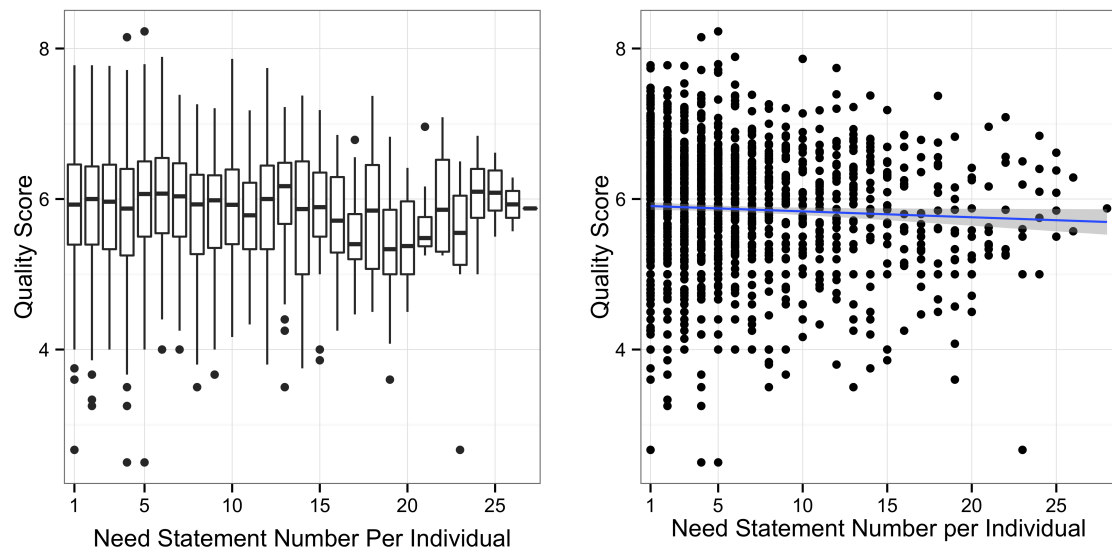 8
6
4
Quality Score
1 5 10 15 20 25
Need Statement Number Per Individual
8
6
4
Quality Score
1 5 10 15 20 25
Need Statement Number per Individual